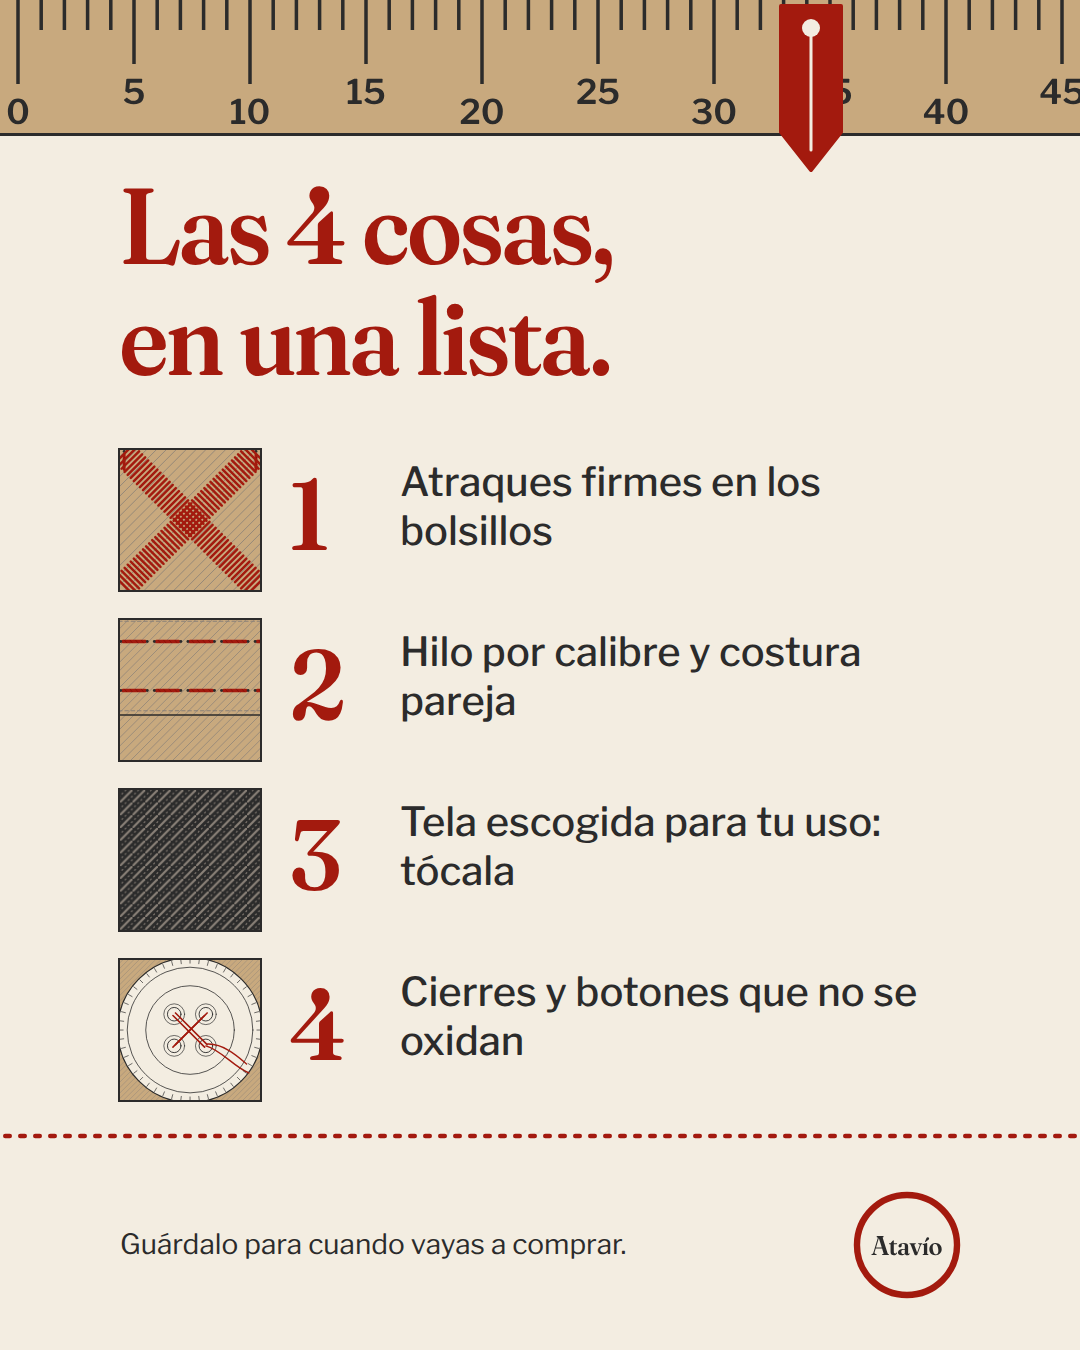 0 5 10 15 20 25 30 5 40 45
Las 4 cosas,
en una lista.
1 Atraques firmes en los
bolsillos
2 Hilo por calibre y costura
pareja
3 Tela escogida para tu uso:
tócala
4 Cierres y botones que no se
oxidan
Guárdalo para cuando vayas a comprar.
Atavío